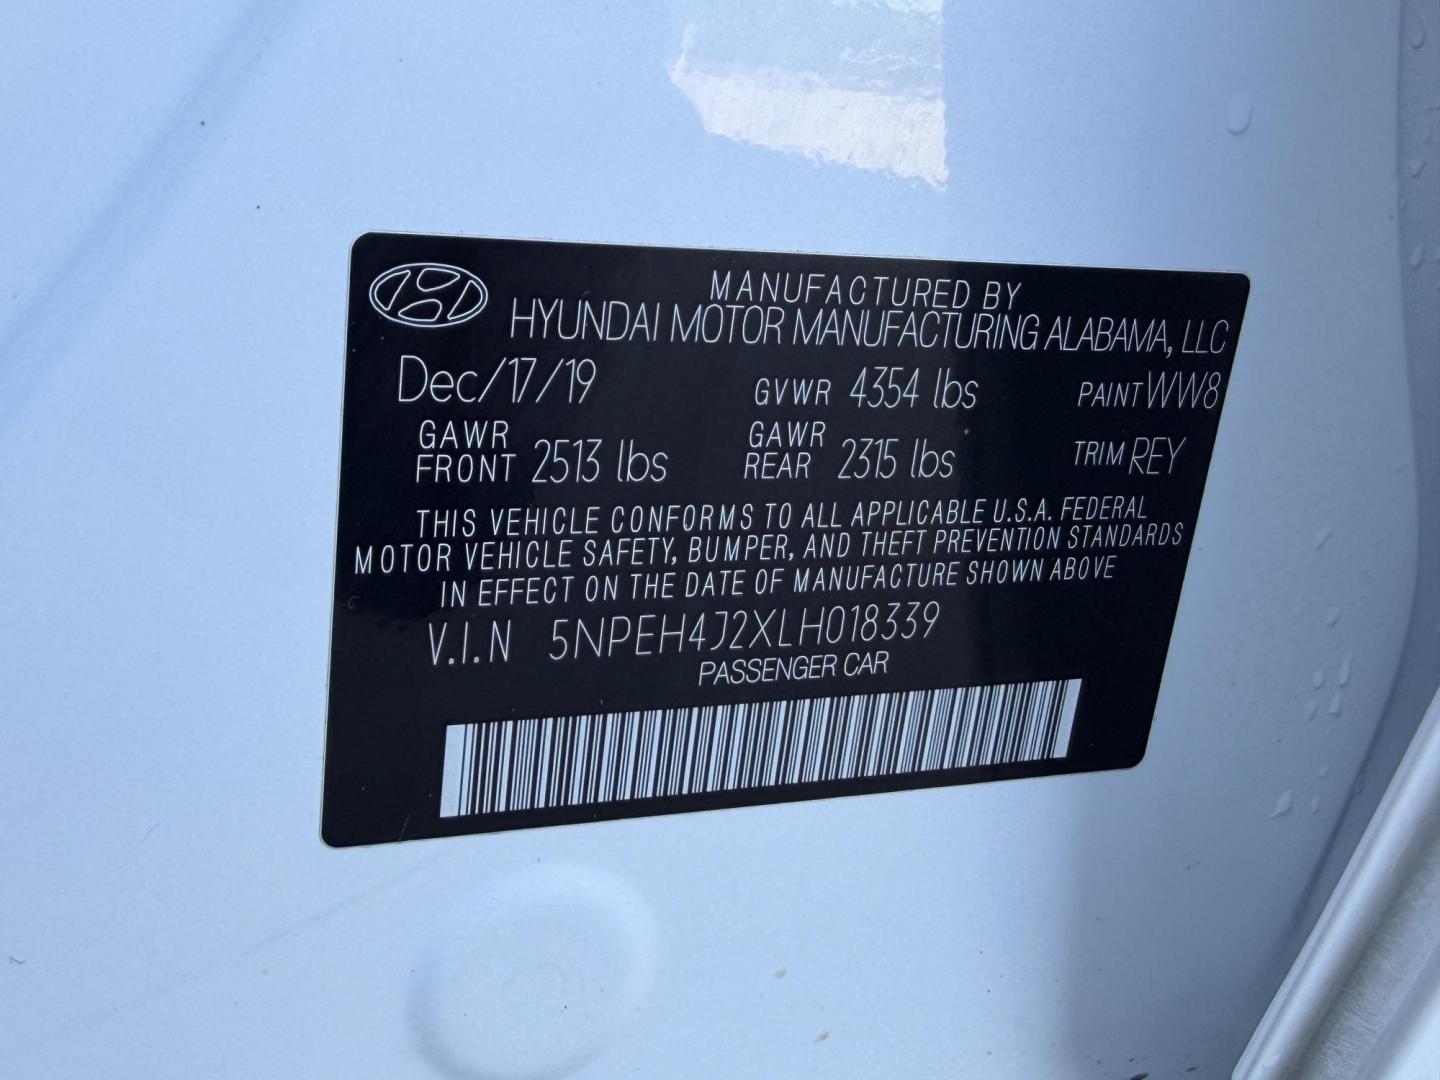 MANUFACTURED BY
HYUNDAI MOTOR MANUFACTURING ALABAMA, LLC
Dec/17/19 GVWR 4354 lbs PAINT WW8
GAWR FRONT 2513 lbs GAWR REAR 2315 lbs TRIM REY
THIS VEHICLE CONFORMS TO ALL APPLICABLE U.S.A. FEDERAL
MOTOR VEHICLE SAFETY, BUMPER, AND THEFT PREVENTION STANDARDS
IN EFFECT ON THE DATE OF MANUFACTURE SHOWN ABOVE
V.I.N 5NPEH4J2XLH018339
PASSENGER CAR